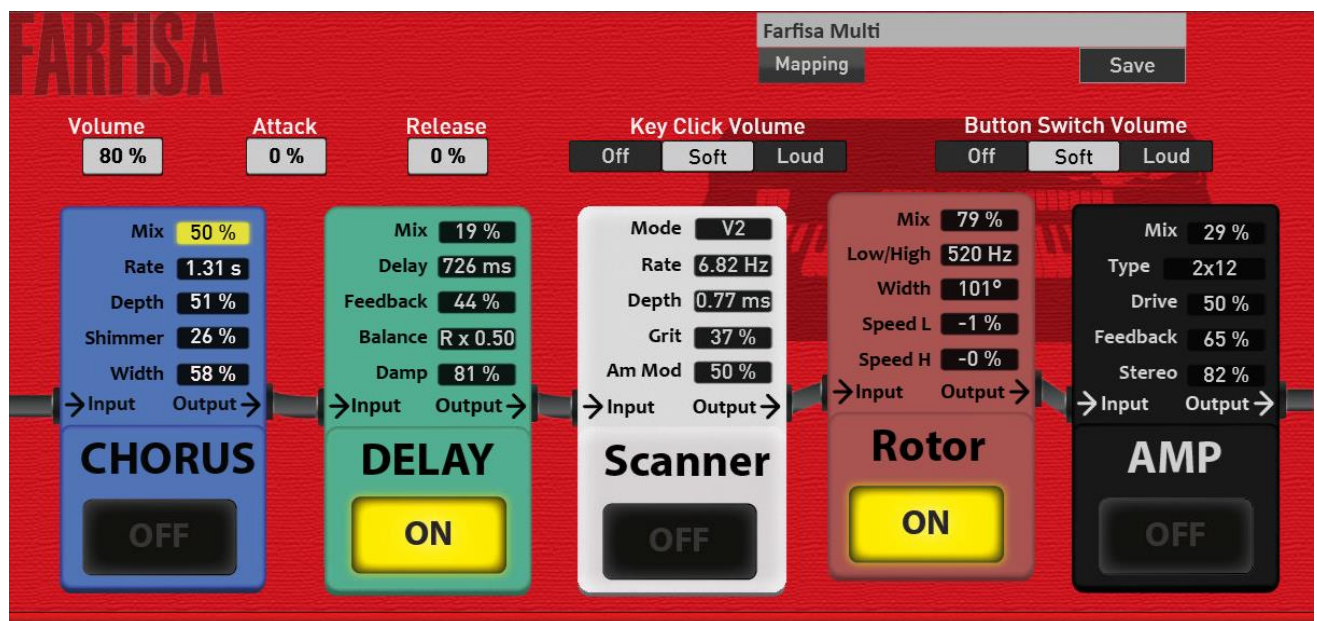 FARFISA
Farfisa Multi
Mapping Save
Volume Attack Release Key Click Volume Button Switch Volume
80 % 0 % 0 % Off Soft Loud Off Soft Loud
Mix 50 %
Rate 1.31 s
Depth 51 %
Shimmer 26 %
Width 58 %
Input Output
CHORUS
OFF
Mix 19 %
Delay 726 ms
Feedback 44 %
Balance R x 0.50
Damp 81 %
Input Output
DELAY
ON
Mode V2
Rate 6.82 Hz
Depth 0.77 ms
Grit 37 %
Am Mod 50 %
Input Output
Scanner
OFF
Mix 79 %
Low/High 520 Hz
Width 101°
Speed L -1 %
Speed H -0 %
Input Output
Rotor
ON
Mix 29 %
Type 2x12
Drive 50 %
Feedback 65 %
Stereo 82 %
Input Output
AMP
OFF